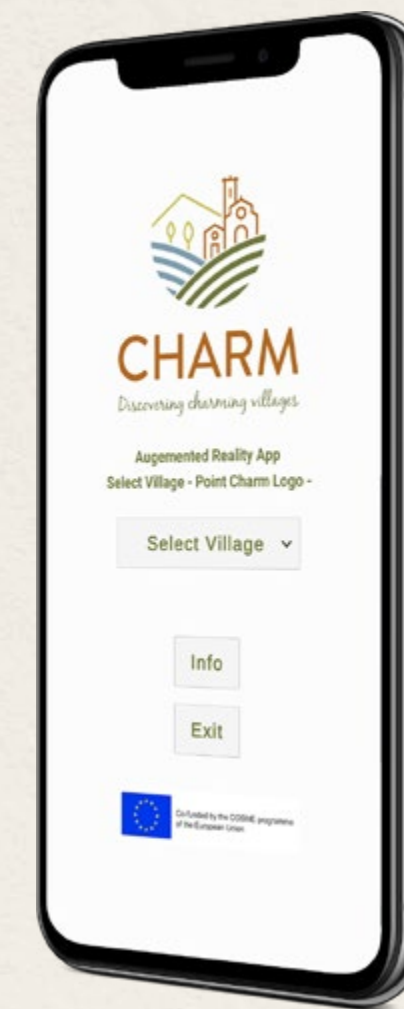 CHARM
Discovering charming villages
Augemented Reality App
Select Village - Point Charm Logo -
Select Village
Info
Exit
Co-funded by the COSME programme
of the European Union